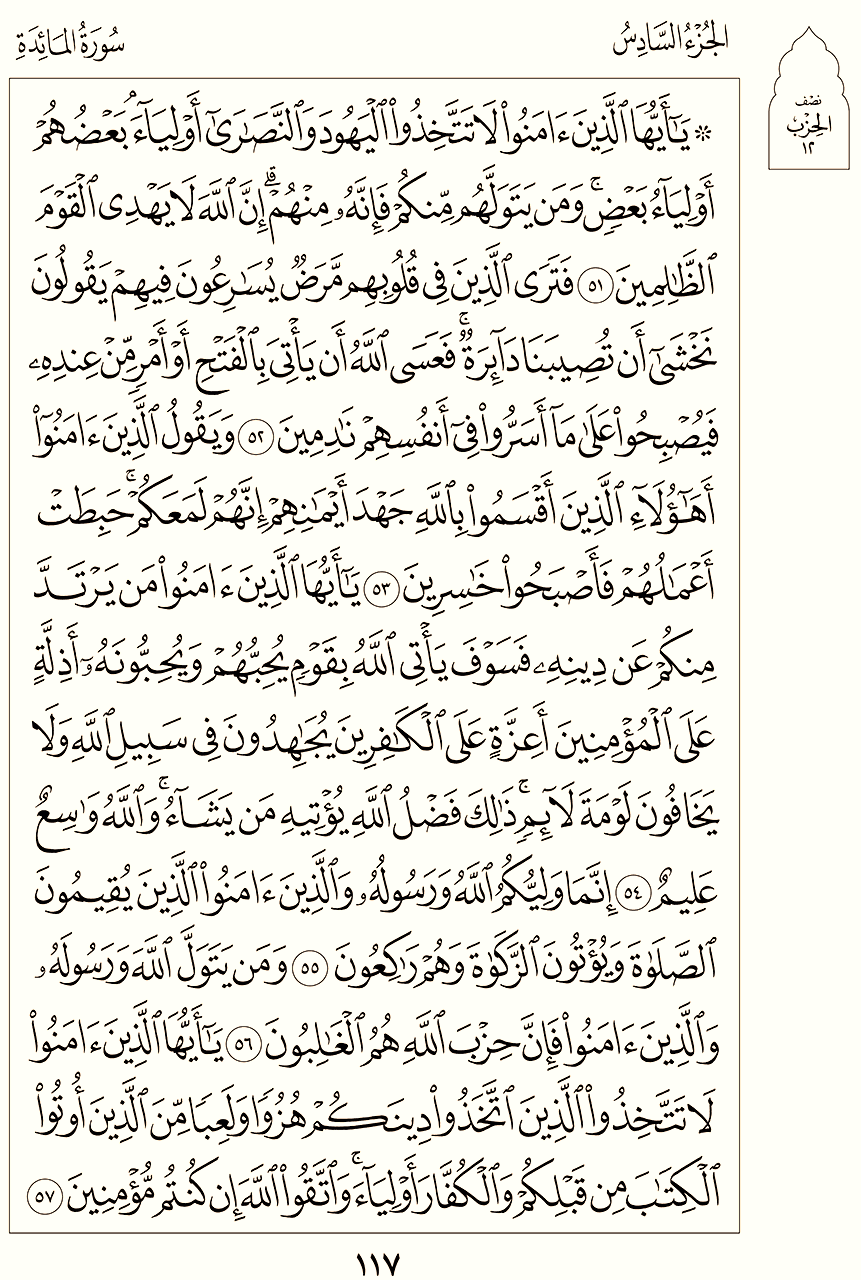 الجُزْءُ السَّادِسُ
سُورَةُ المَائِدَةِ
نصف
الحِزْب
١٢
۞ يَٰٓأَيُّهَا ٱلَّذِينَ ءَامَنُواْ لَا تَتَّخِذُواْ ٱلۡيَهُودَ وَٱلنَّصَٰرَىٰٓ أَوۡلِيَآءَۘ بَعۡضُهُمۡ
أَوۡلِيَآءُ بَعۡضٖۚ وَمَن يَتَوَلَّهُم مِّنكُمۡ فَإِنَّهُۥ مِنۡهُمۡۗ إِنَّ ٱللَّهَ لَا يَهۡدِي ٱلۡقَوۡمَ
ٱلظَّٰلِمِينَ ٥١ فَتَرَى ٱلَّذِينَ فِي قُلُوبِهِم مَّرَضٞ يُسَٰرِعُونَ فِيهِمۡ يَقُولُونَ
نَخۡشَىٰٓ أَن تُصِيبَنَا دَآئِرَةٞۚ فَعَسَى ٱللَّهُ أَن يَأۡتِيَ بِٱلۡفَتۡحِ أَوۡ أَمۡرٖ مِّنۡ عِندِهِۦ
فَيُصۡبِحُواْ عَلَىٰ مَآ أَسَرُّواْ فِيٓ أَنفُسِهِمۡ نَٰدِمِينَ ٥٢ وَيَقُولُ ٱلَّذِينَ ءَامَنُوٓاْ
أَهَٰٓؤُلَآءِ ٱلَّذِينَ أَقۡسَمُواْ بِٱللَّهِ جَهۡدَ أَيۡمَٰنِهِمۡ إِنَّهُمۡ لَمَعَكُمۡۚ حَبِطَتۡ
أَعۡمَٰلُهُمۡ فَأَصۡبَحُواْ خَٰسِرِينَ ٥٣ يَٰٓأَيُّهَا ٱلَّذِينَ ءَامَنُواْ مَن يَرۡتَدَّ
مِنكُمۡ عَن دِينِهِۦ فَسَوۡفَ يَأۡتِي ٱللَّهُ بِقَوۡمٖ يُحِبُّهُمۡ وَيُحِبُّونَهُۥٓ أَذِلَّةٍ
عَلَى ٱلۡمُؤۡمِنِينَ أَعِزَّةٍ عَلَى ٱلۡكَٰفِرِينَ يُجَٰهِدُونَ فِي سَبِيلِ ٱللَّهِ وَلَا
يَخَافُونَ لَوۡمَةَ لَآئِمٖۚ ذَٰلِكَ فَضۡلُ ٱللَّهِ يُؤۡتِيهِ مَن يَشَآءُۚ وَٱللَّهُ وَٰسِعٌ
عَلِيمٌ ٥٤ إِنَّمَا وَلِيُّكُمُ ٱللَّهُ وَرَسُولُهُۥ وَٱلَّذِينَ ءَامَنُواْ ٱلَّذِينَ يُقِيمُونَ
ٱلصَّلَوٰةَ وَيُؤۡتُونَ ٱلزَّكَوٰةَ وَهُمۡ رَٰكِعُونَ ٥٥ وَمَن يَتَوَلَّ ٱللَّهَ وَرَسُولَهُۥ
وَٱلَّذِينَ ءَامَنُواْ فَإِنَّ حِزۡبَ ٱللَّهِ هُمُ ٱلۡغَٰلِبُونَ ٥٦ يَٰٓأَيُّهَا ٱلَّذِينَ ءَامَنُواْ
لَا تَتَّخِذُواْ ٱلَّذِينَ ٱتَّخَذُواْ دِينَكُمۡ هُزُوٗا وَلَعِبٗا مِّنَ ٱلَّذِينَ أُوتُواْ
ٱلۡكِتَٰبَ مِن قَبۡلِكُمۡ وَٱلۡكُفَّارَ أَوۡلِيَآءَۚ وَٱتَّقُواْ ٱللَّهَ إِن كُنتُم مُّؤۡمِنِينَ ٥٧
١١٧